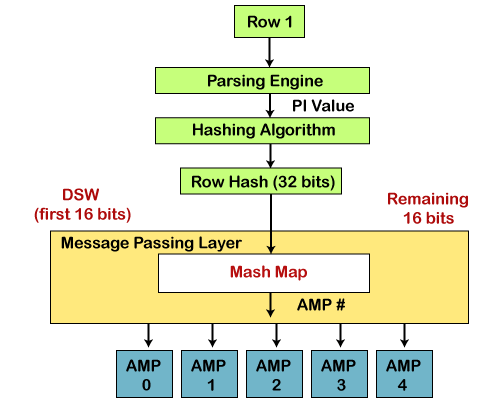 Row 1
Parsing Engine
PI Value
Hashing Algorithm
Row Hash (32 bits)
DSW
(first 16 bits)
Remaining
16 bits
Message Passing Layer
Mash Map
AMP #
AMP
0
AMP
1
AMP
2
AMP
3
AMP
4